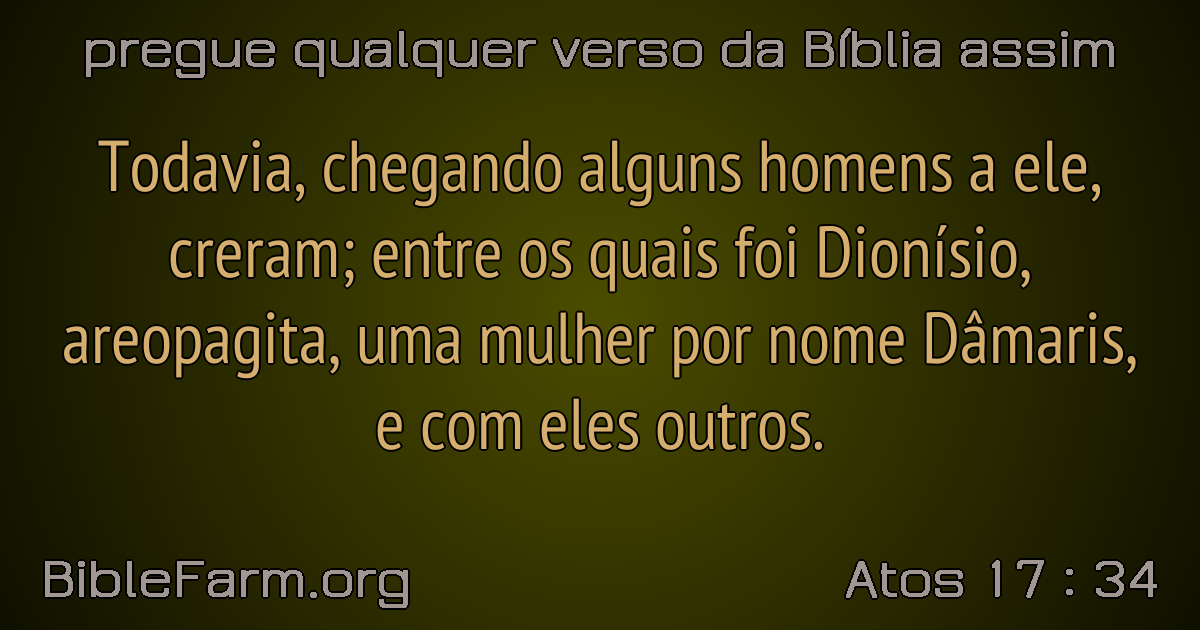 pregue qualquer verso da Bíblia assim
Todavia, chegando alguns homens a ele,
creram; entre os quais foi Dionísio,
areopagita, uma mulher por nome Dâmaris,
e com eles outros.
BibleFarm.org
Atos 17 : 34